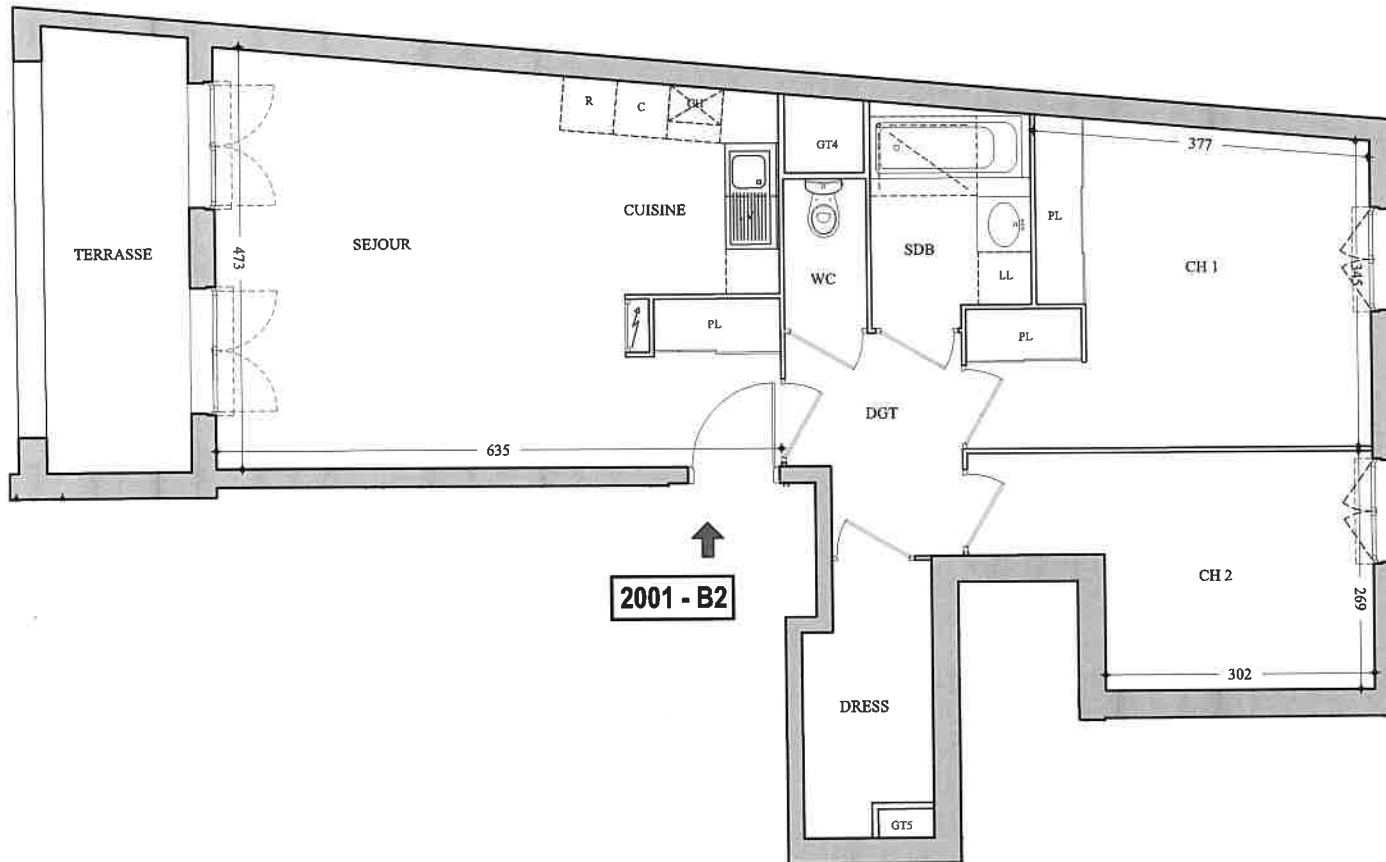 R
C
GT4
377
CUISINE
PL
TERRASSE
SEJOUR
473
SDB
CH 1
345
WC
LL
PL
PL
DGT
635
CH 2
2001 - B2
269
302
DRESS
GT5